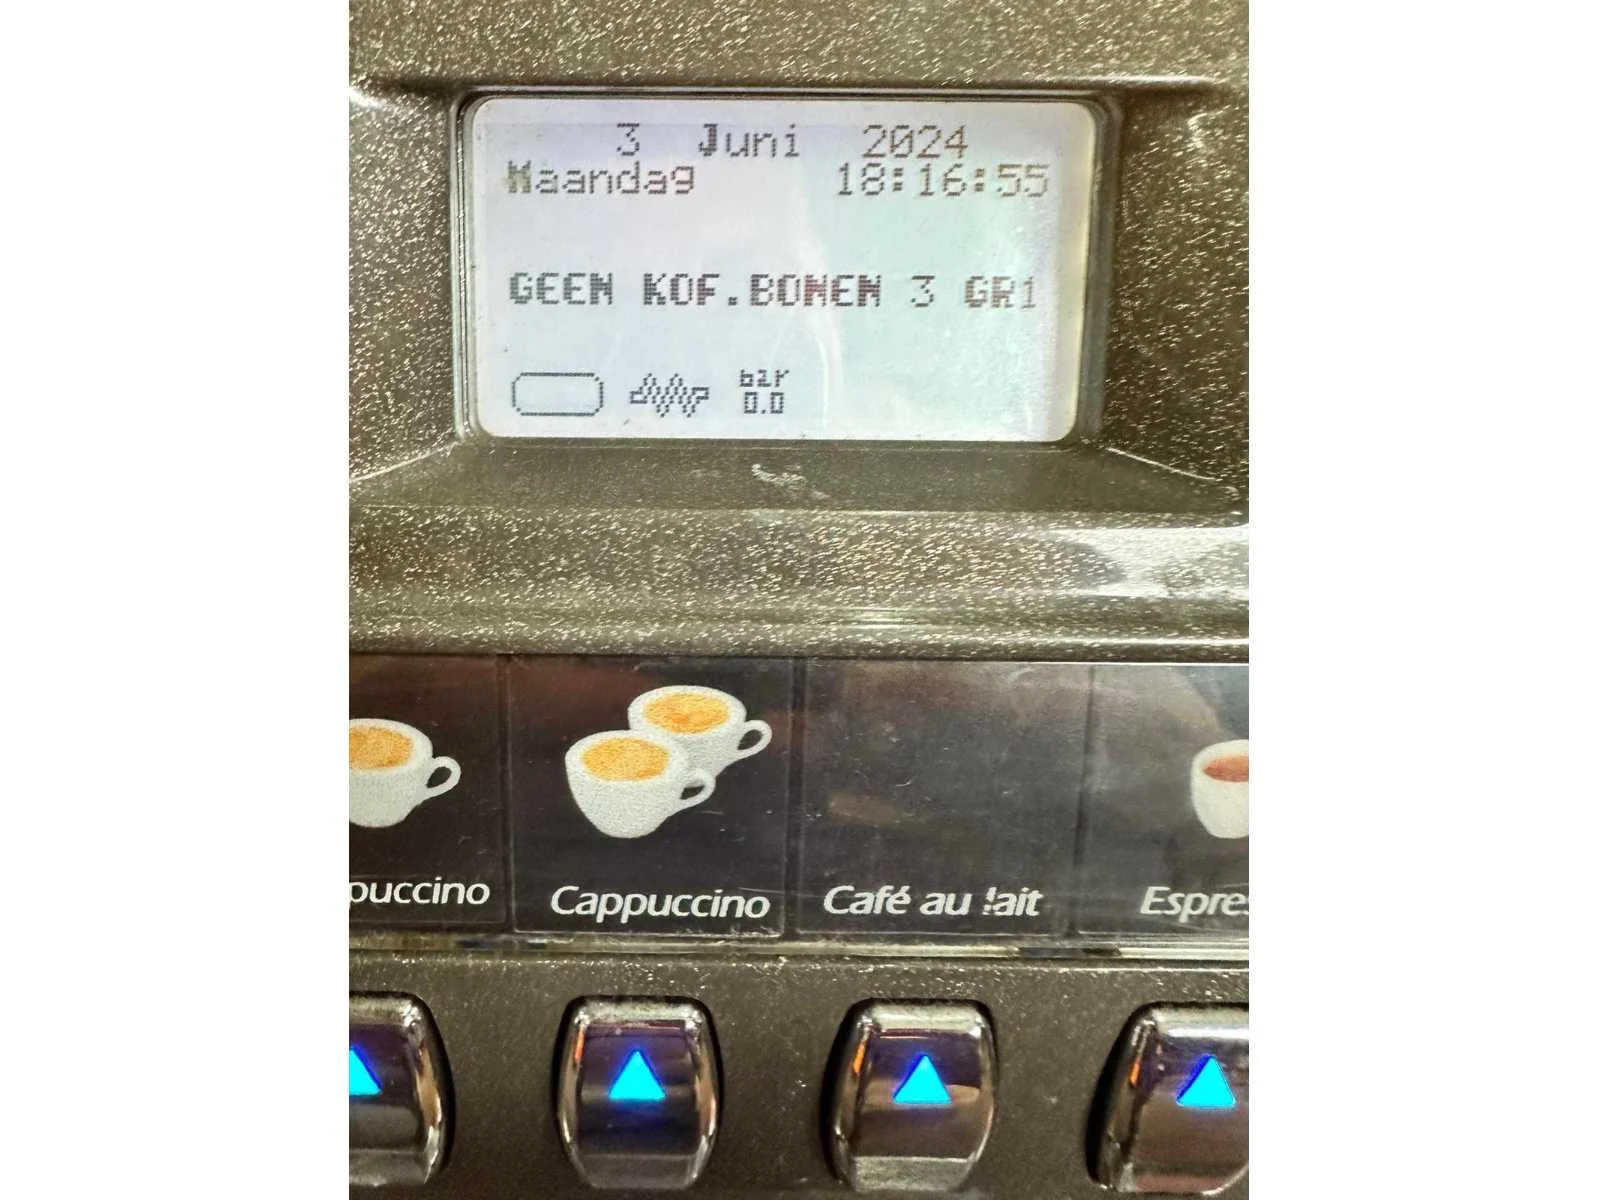 3 Juni 2024
Maandag 18:16:55
GEEN KOF.BONEN 3 GR1
bar
0.0
puccino
Cappuccino
Café au lait
Espres